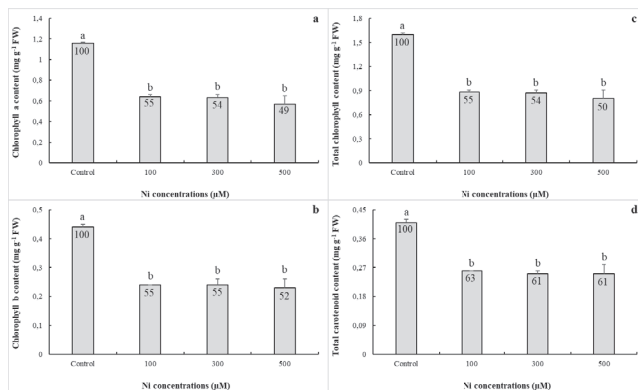 1,4
a
a
1.2
1
0,8
b
b
b
0,6
0,4
0,2
0
100
55
54
49
Control
100
300
500
Chlorophyll a content (mg g⁻¹ FW)
Ni concentrations (µM)
1,8
c
a
1,5
1,2
b
b
b
0,9
0,6
0,3
0
100
55
54
50
Control
100
300
500
Total chlorophyll content (mg g⁻¹ FW)
Ni concentrations (µM)
0,5
b
a
0,4
0,3
b
b
b
0,2
0,1
0
100
55
55
52
Control
100
300
500
Chlorophyll b content (mg g⁻¹ FW)
Ni concentrations (µM)
0,45
d
a
0,36
0,27
b
b
b
0,18
0,09
0
100
63
61
61
Control
100
300
500
Total carotenoid content (mg g⁻¹ FW)
Ni concentrations (µM)